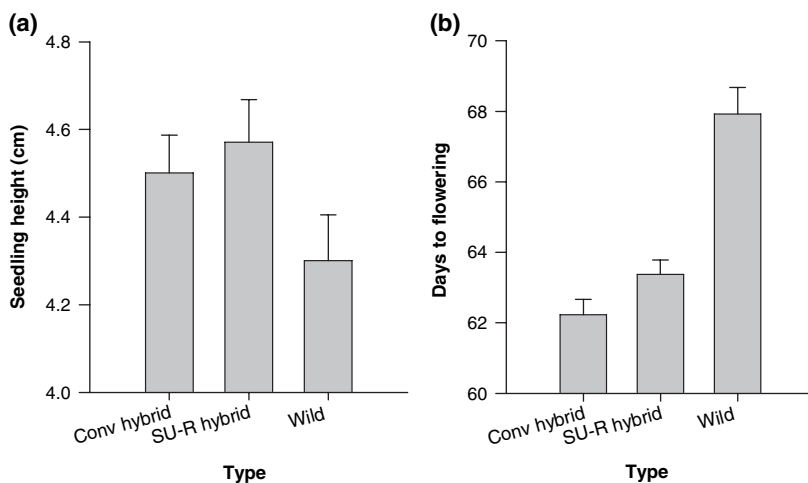 (a)
4.8
4.6
4.4
4.2
4.0
Seedling height (cm)
Conv hybrid
SU-R hybrid
Wild
Type
(b)
70
68
66
64
62
60
Days to flowering
Conv hybrid
SU-R hybrid
Wild
Type